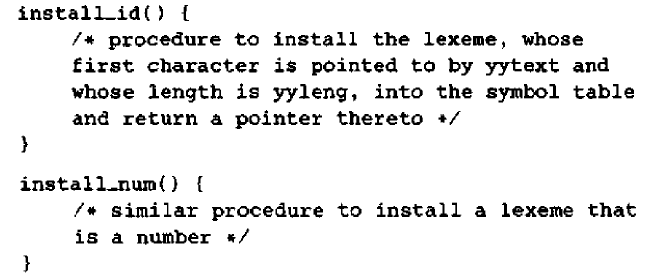 install_id() {
/* procedure to install the lexeme, whose
first character is pointed to by yytext and
whose length is yyleng, into the symbol table
and return a pointer thereto */
}
install_num() {
/* similar procedure to install a lexeme that
is a number */
}